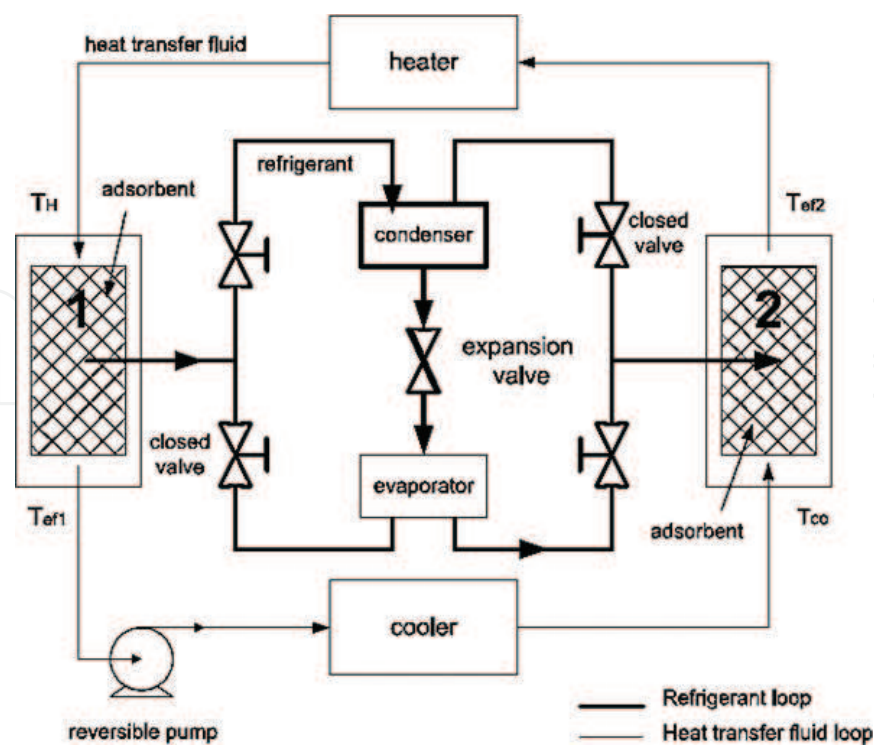 heat transfer fluid
heater
refrigerant
adsorbent
TH
condenser
closed
valve
Tef2
1
2
expansion
valve
closed
valve
evaporator
Tef1
adsorbent
Tco
cooler
reversible pump
Refrigerant loop
Heat transfer fluid loop